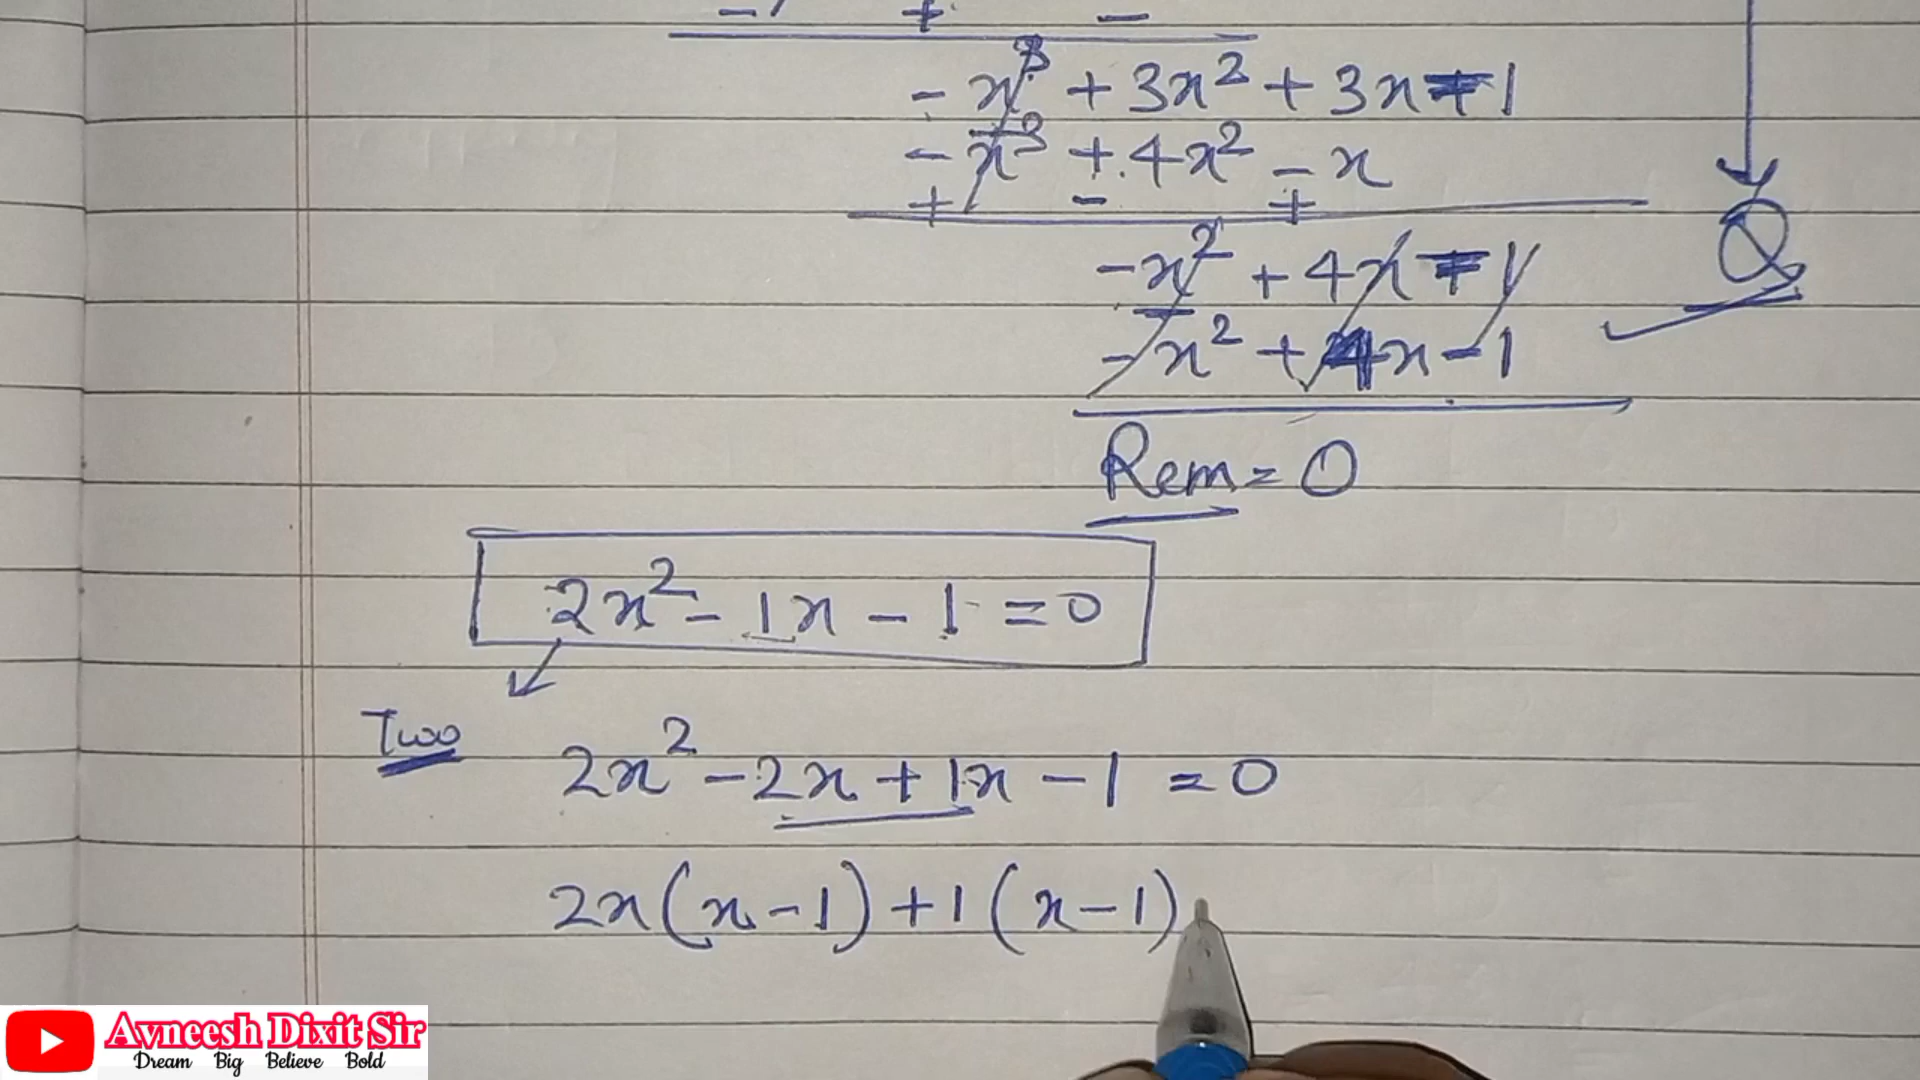 - + -
- x³ + 3x² + 3x - 1
- x³ + 4x² - x
+ - +
- x² + 4x - 1
- x² + 4x - 1
Q
Rem = 0
2x² - 1x - 1 = 0
Two
2x² - 2x + 1x - 1 = 0
2x(x - 1) + 1(x - 1)
Avneesh Dixit Sir
Dream Big Believe Bold